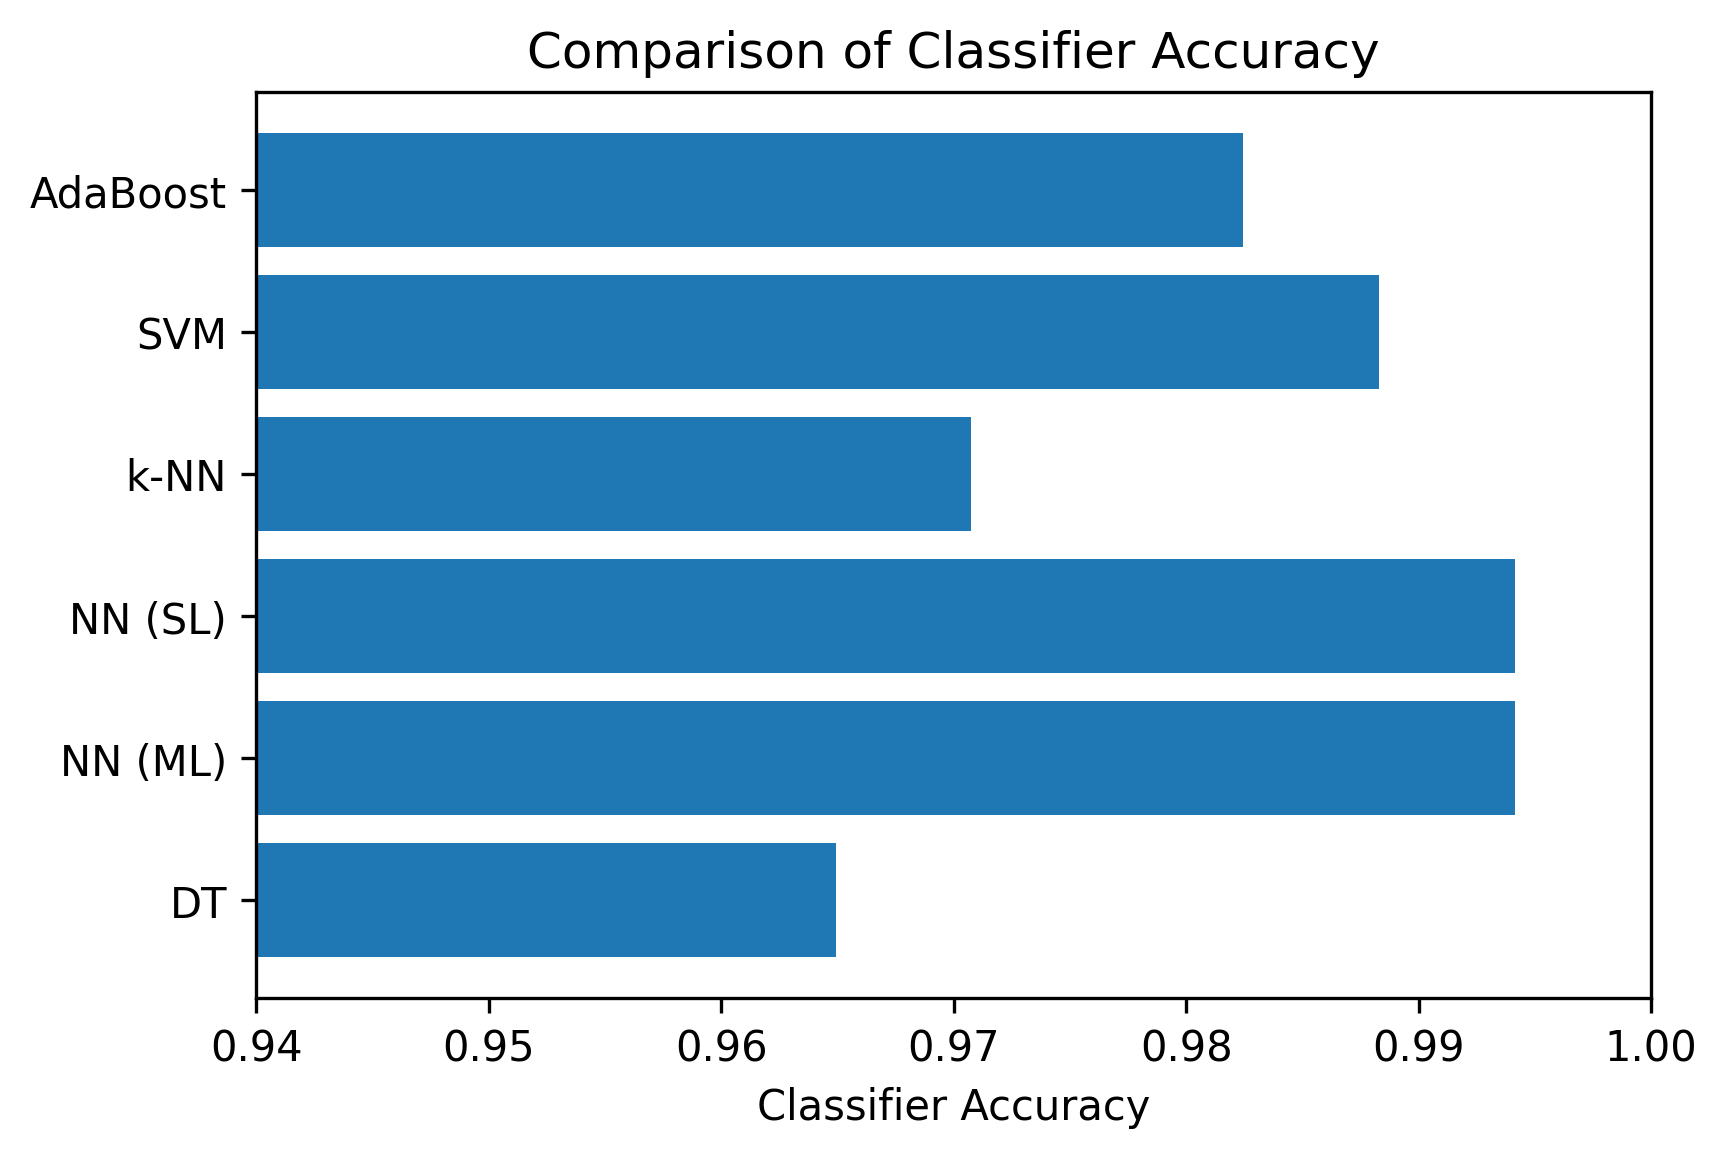 Comparison of Classifier Accuracy
AdaBoost
SVM
k-NN
NN (SL)
NN (ML)
DT
0.94 0.95 0.96 0.97 0.98 0.99 1.00
Classifier Accuracy